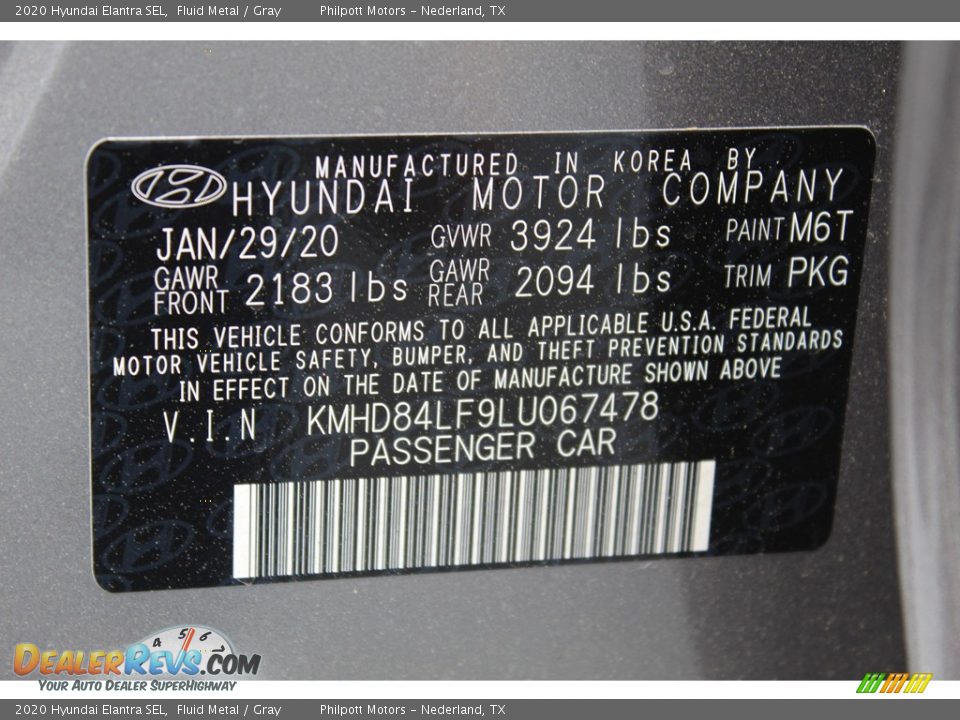 2020 Hyundai Elantra SEL, Fluid Metal / Gray Philpott Motors - Nederland, TX
MANUFACTURED IN KOREA BY
HYUNDAI MOTOR COMPANY
JAN/29/20 GVWR 3924 lbs PAINT M6T
GAWR FRONT 2183 lbs GAWR REAR 2094 lbs TRIM PKG
THIS VEHICLE CONFORMS TO ALL APPLICABLE U.S.A. FEDERAL
MOTOR VEHICLE SAFETY, BUMPER, AND THEFT PREVENTION STANDARDS
IN EFFECT ON THE DATE OF MANUFACTURE SHOWN ABOVE
V.I.N KMHD84LF9LU067478
PASSENGER CAR
4 5 6 7
DealerRevs.com
Your Auto Dealer SuperHighway
2020 Hyundai Elantra SEL, Fluid Metal / Gray Philpott Motors - Nederland, TX